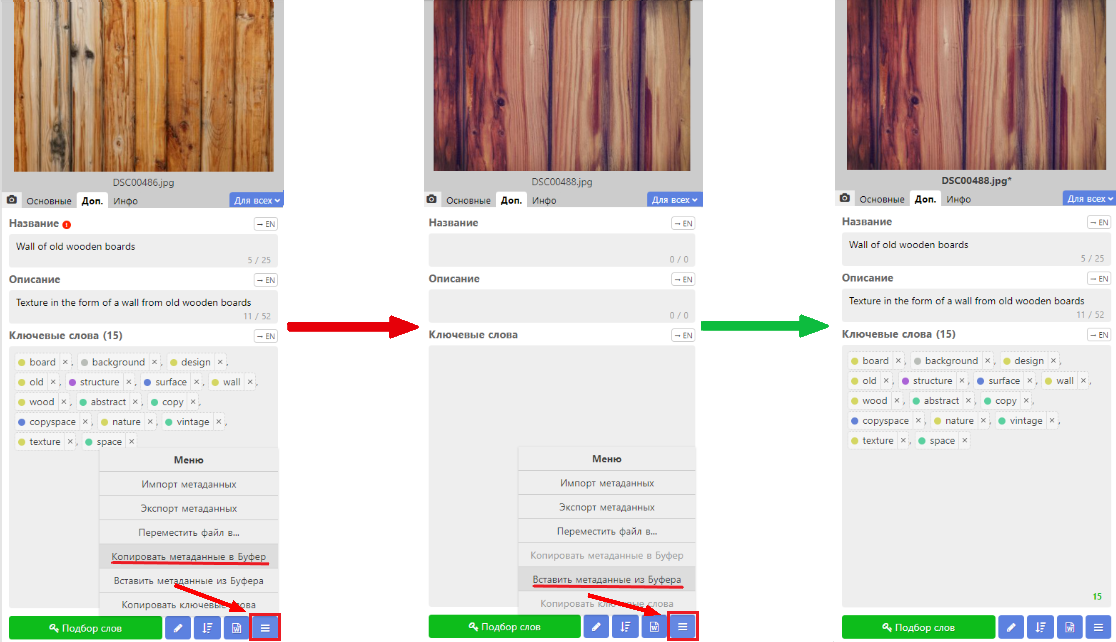 DSC00486.jpg
Основные Доп. Инфо Для всех
Название ! → EN
Wall of old wooden boards
5 / 25
Описание → EN
Texture in the form of a wall from old wooden boards
11 / 52
Ключевые слова (15) → EN
board ×, background ×, design ×,
old ×, structure ×, surface ×, wall ×,
wood ×, abstract ×, copy ×,
copyspace ×, nature ×, vintage ×,
texture ×, space ×
Меню
Импорт метаданных
Экспорт метаданных
Переместить файл в...
Копировать метаданные в Буфер
Вставить метаданные из Буфера
Копировать ключевые слова
Подбор слов W
DSC00488.jpg
Основные Доп. Инфо Для всех
Название → EN
0 / 0
Описание → EN
0 / 0
Ключевые слова → EN
Меню
Импорт метаданных
Экспорт метаданных
Переместить файл в...
Копировать метаданные в Буфер
Вставить метаданные из Буфера
Копировать ключевые слова
Подбор слов W
DSC00488.jpg*
Основные Доп. Инфо Для всех
Название → EN
Wall of old wooden boards
5 / 25
Описание → EN
Texture in the form of a wall from old wooden boards
11 / 52
Ключевые слова (15) → EN
board ×, background ×, design ×,
old ×, structure ×, surface ×, wall ×,
wood ×, abstract ×, copy ×,
copyspace ×, nature ×, vintage ×,
texture ×, space ×
15
Подбор слов W